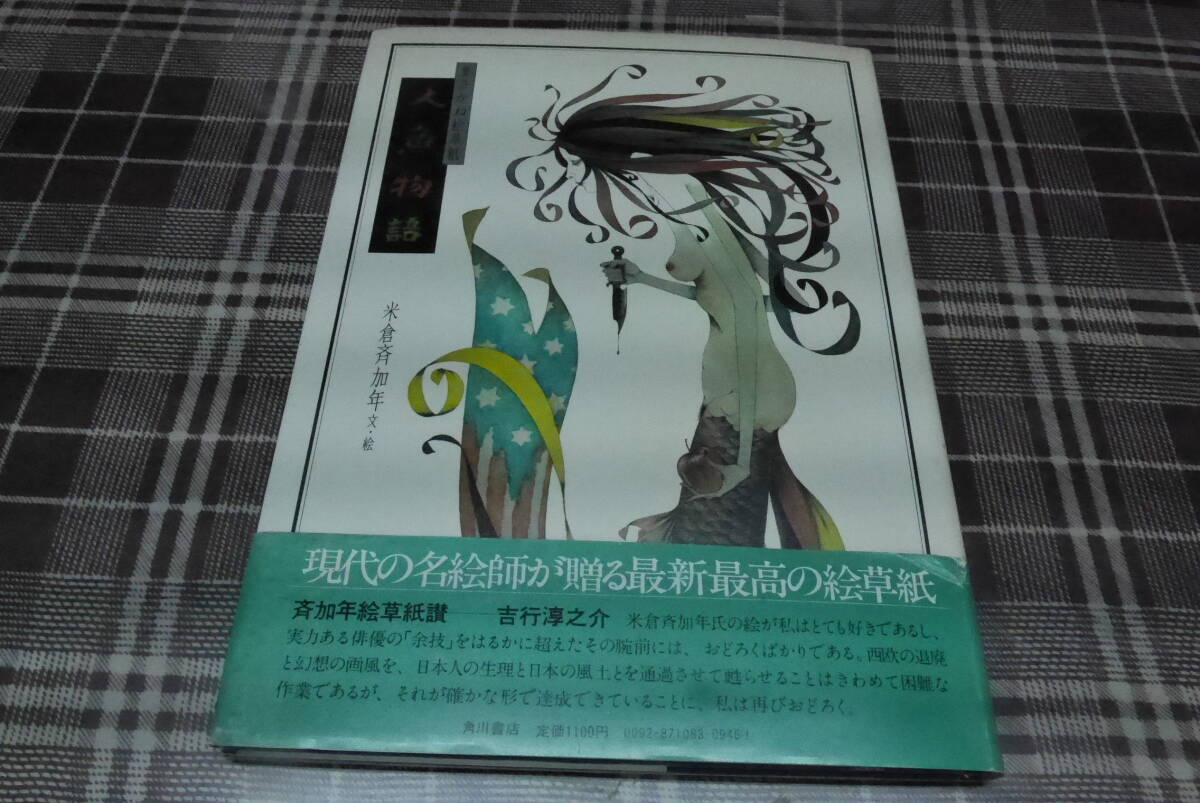 人魚物語
米倉斉加年 文・絵
現代の名絵師が贈る最新最高の絵草紙
斉加年絵草紙讃――吉行淳之介 米倉斉加年氏の絵が私はとても好きであるし、
実力ある俳優の「余技」をはるかに超えたその腕前には、おどろくばかりである。西欧の退廃
と幻想の画風を、日本人の生理と日本の風土とを通過させて甦らせることはきわめて困難な
作業であるが、それが確かな形で達成できていることに、私は再びおどろく。
角川書店 定価1100円 0092-871083-0946(